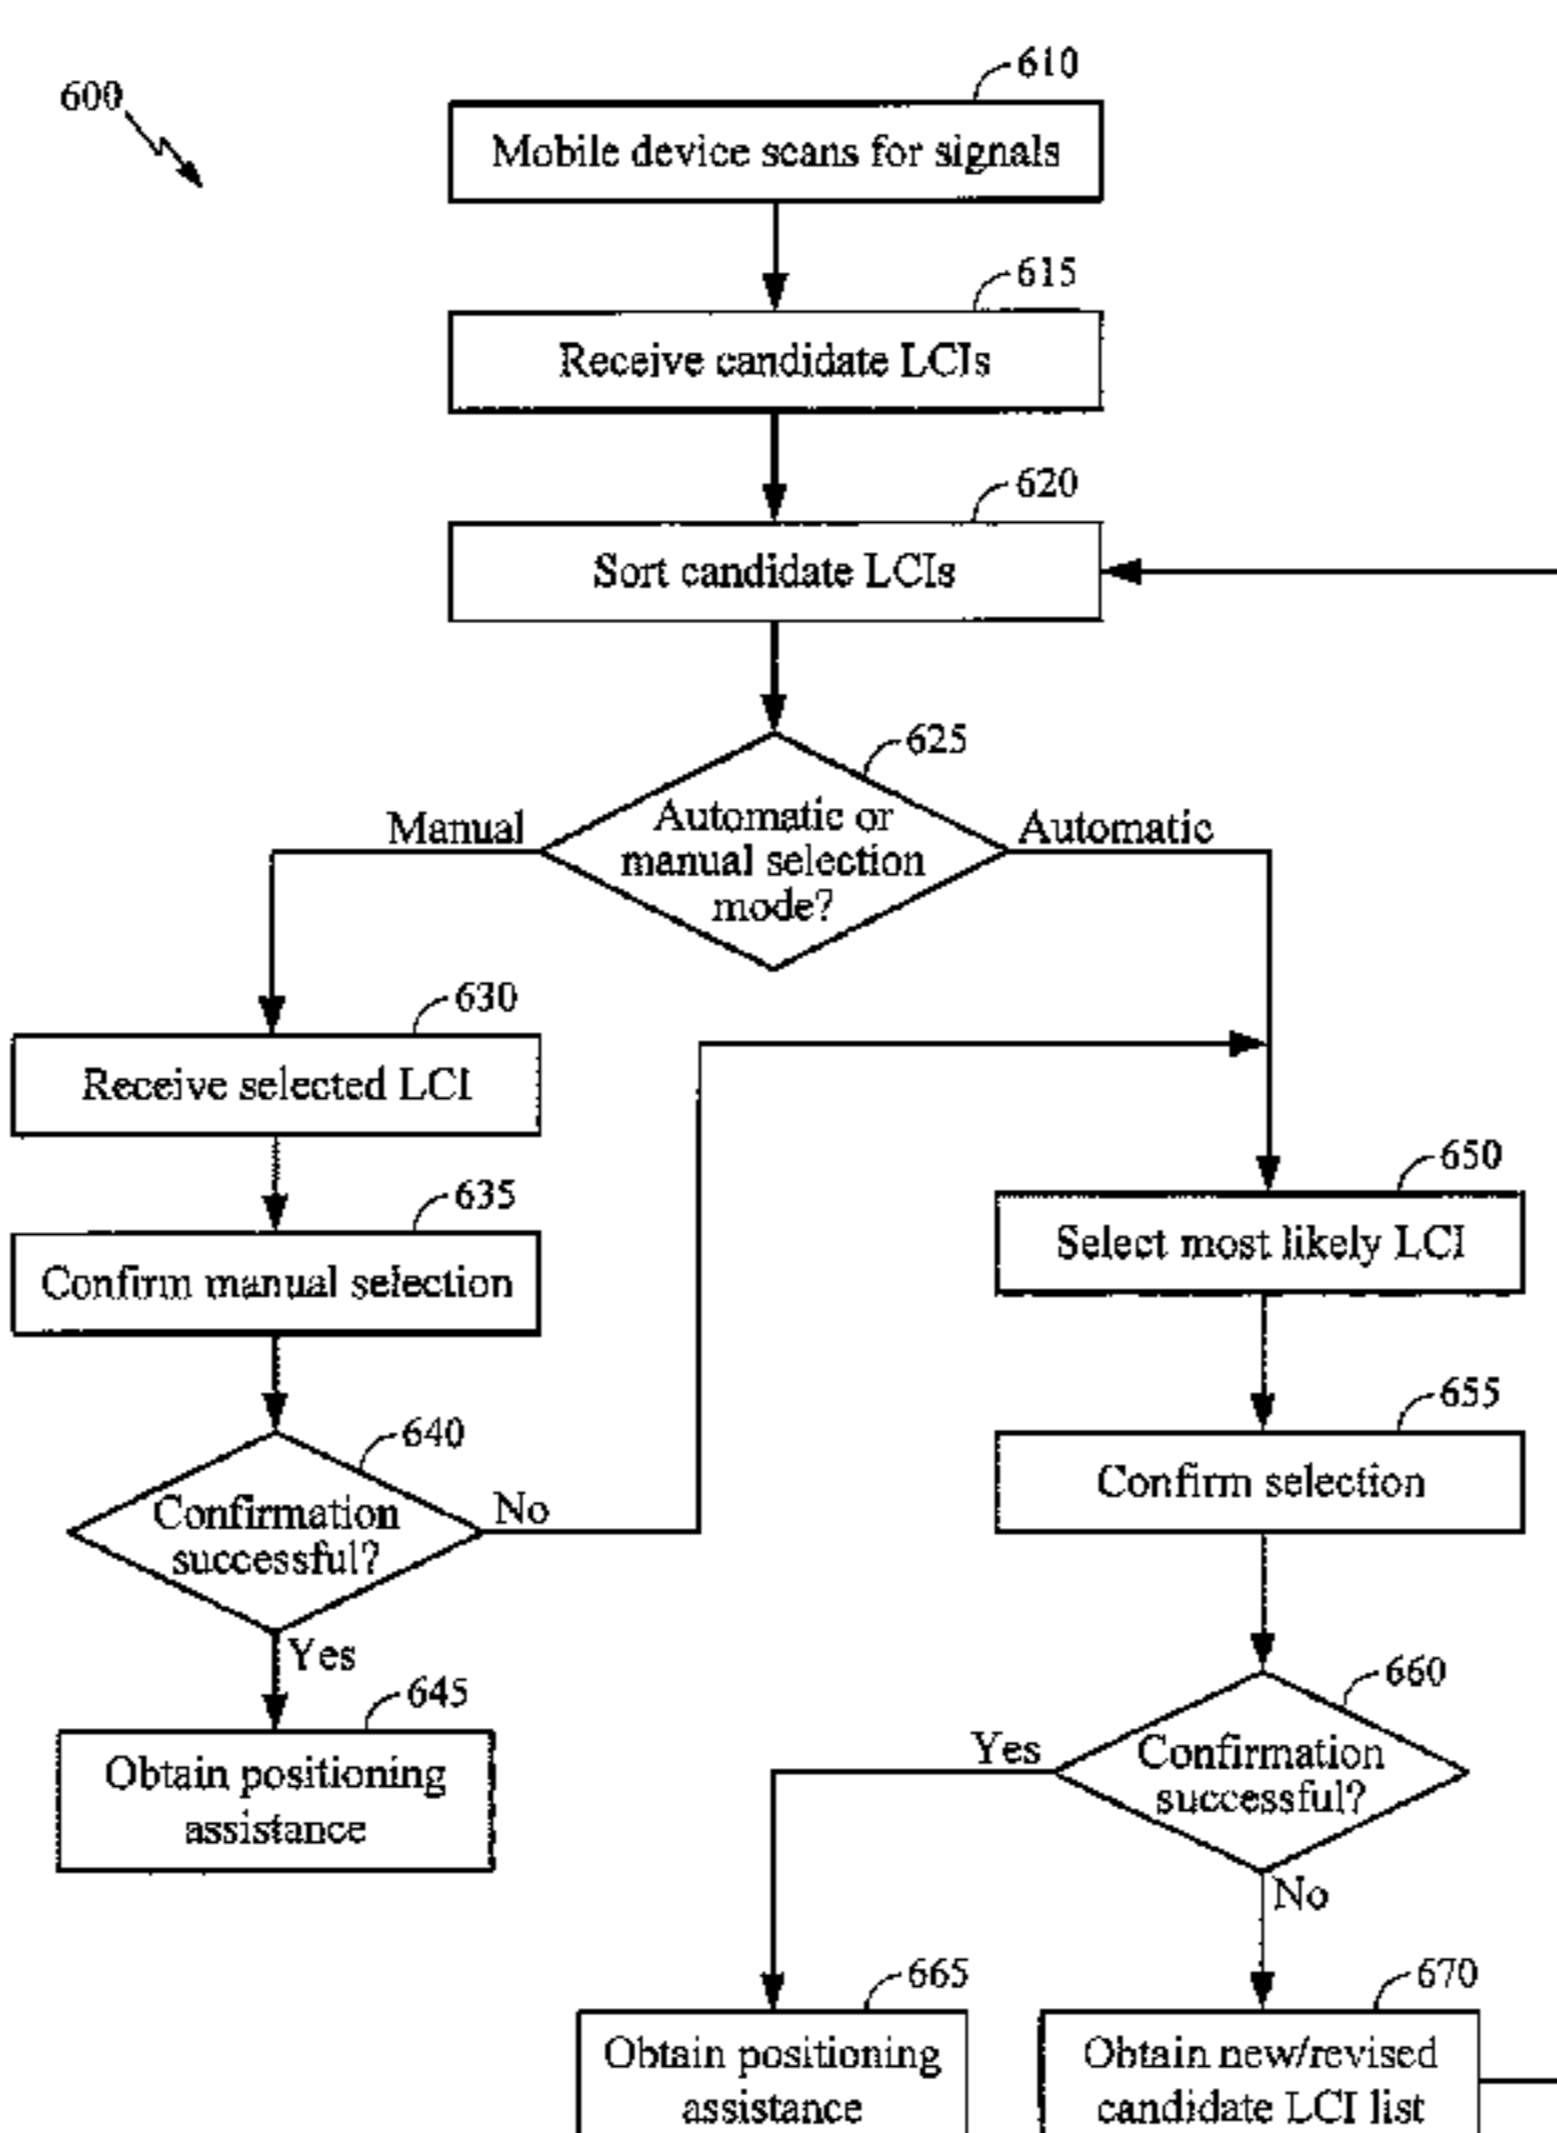 600
610
Mobile device scans for signals
615
Receive candidate LCIs
620
Sort candidate LCIs
625
Automatic or
manual selection
mode?
Manual
Automatic
630
Receive selected LCI
635
Confirm manual selection
640
Confirmation
successful?
No
Yes
645
Obtain positioning
assistance
650
Select most likely LCI
655
Confirm selection
660
Confirmation
successful?
Yes
No
665
Obtain positioning
assistance
670
Obtain new/revised
candidate LCI list